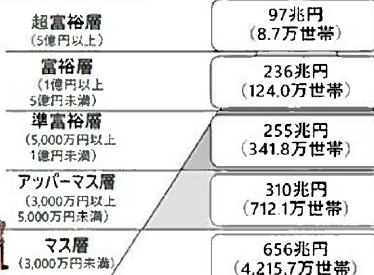 超富裕層
(5億円以上)
97兆円
(8.7万世帯)
富裕層
(1億円以上
5億円未満)
236兆円
(124.0万世帯)
準富裕層
(5,000万円以上
1億円未満)
255兆円
(341.8万世帯)
アッパーマス層
(3,000万円以上
5,000万円未満)
310兆円
(712.1万世帯)
マス層
(3,000万円未満)
656兆円
(4,215.7万世帯)